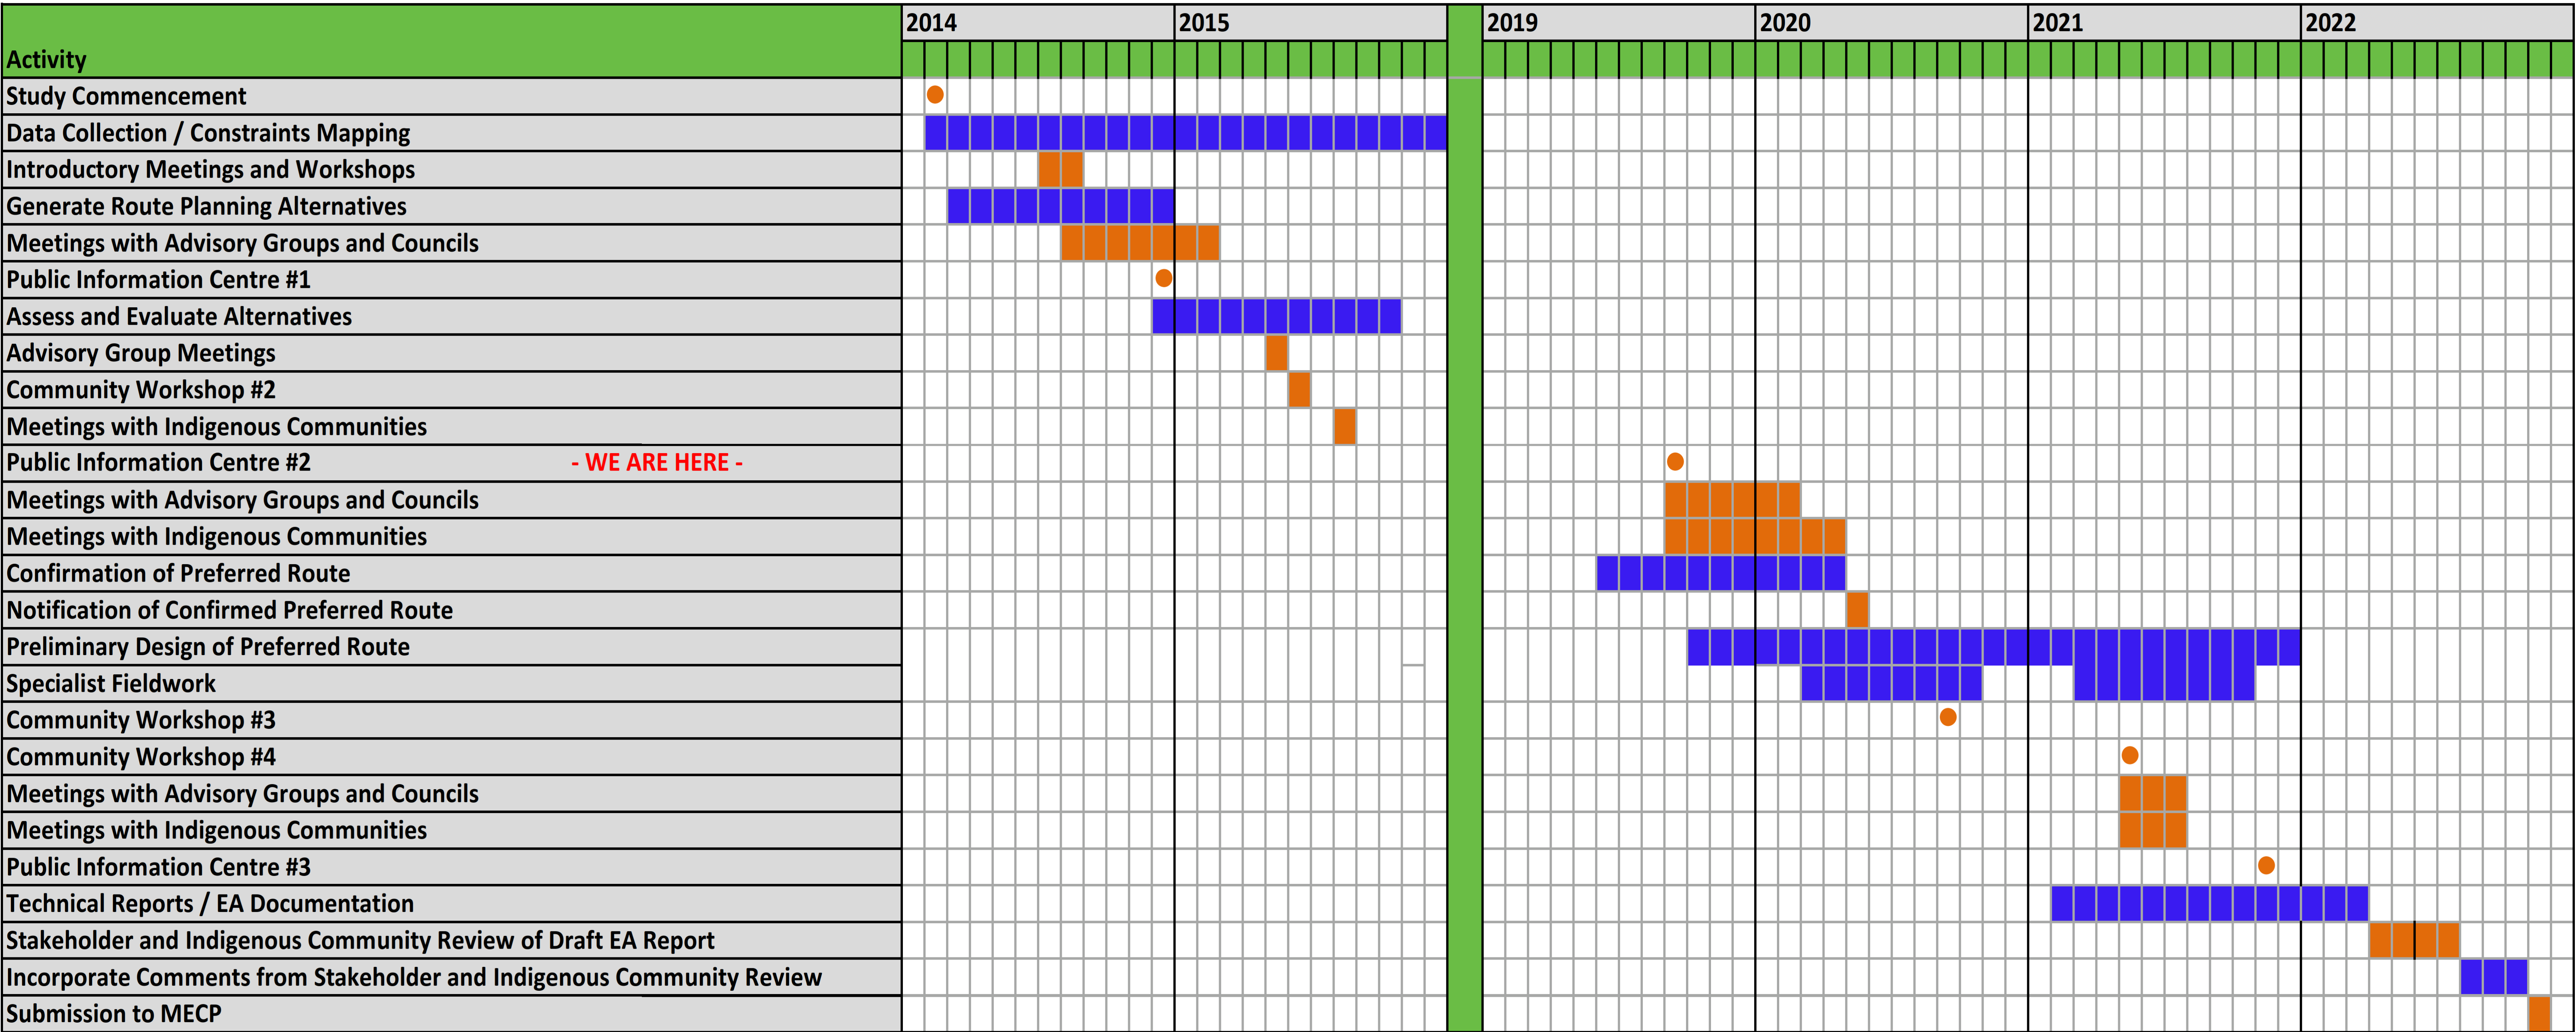 2014 2015 2019 2020 2021 2022
Activity
Study Commencement
Data Collection / Constraints Mapping
Introductory Meetings and Workshops
Generate Route Planning Alternatives
Meetings with Advisory Groups and Councils
Public Information Centre #1
Assess and Evaluate Alternatives
Advisory Group Meetings
Community Workshop #2
Meetings with Indigenous Communities
Public Information Centre #2 - WE ARE HERE -
Meetings with Advisory Groups and Councils
Meetings with Indigenous Communities
Confirmation of Preferred Route
Notification of Confirmed Preferred Route
Preliminary Design of Preferred Route
Specialist Fieldwork
Community Workshop #3
Community Workshop #4
Meetings with Advisory Groups and Councils
Meetings with Indigenous Communities
Public Information Centre #3
Technical Reports / EA Documentation
Stakeholder and Indigenous Community Review of Draft EA Report
Incorporate Comments from Stakeholder and Indigenous Community Review
Submission to MECP